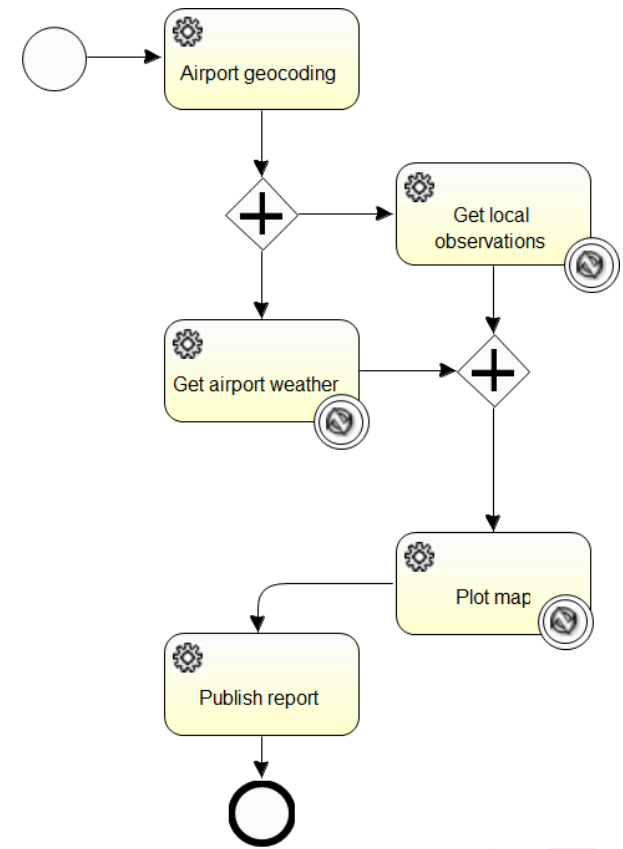 Airport geocoding
Get local
observations
Get airport weather
Plot map
Publish report